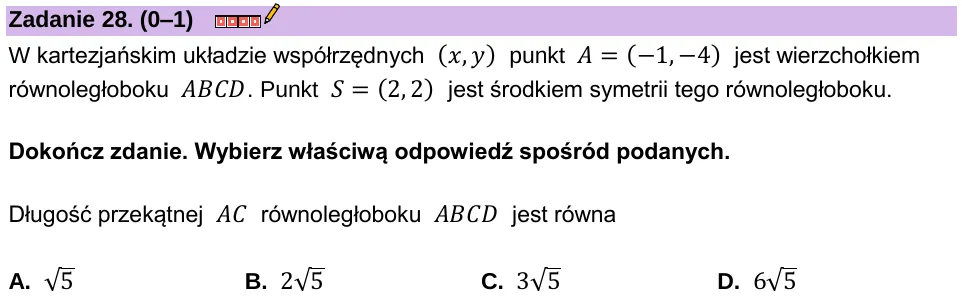 Zadanie 28. (0–1)
W kartezjańskim układzie współrzędnych (x, y) punkt A = (−1, −4) jest wierzchołkiem
równoległoboku ABCD. Punkt S = (2, 2) jest środkiem symetrii tego równoległoboku.
Dokończ zdanie. Wybierz właściwą odpowiedź spośród podanych.
Długość przekątnej AC równoległoboku ABCD jest równa
A. √5 B. 2√5 C. 3√5 D. 6√5